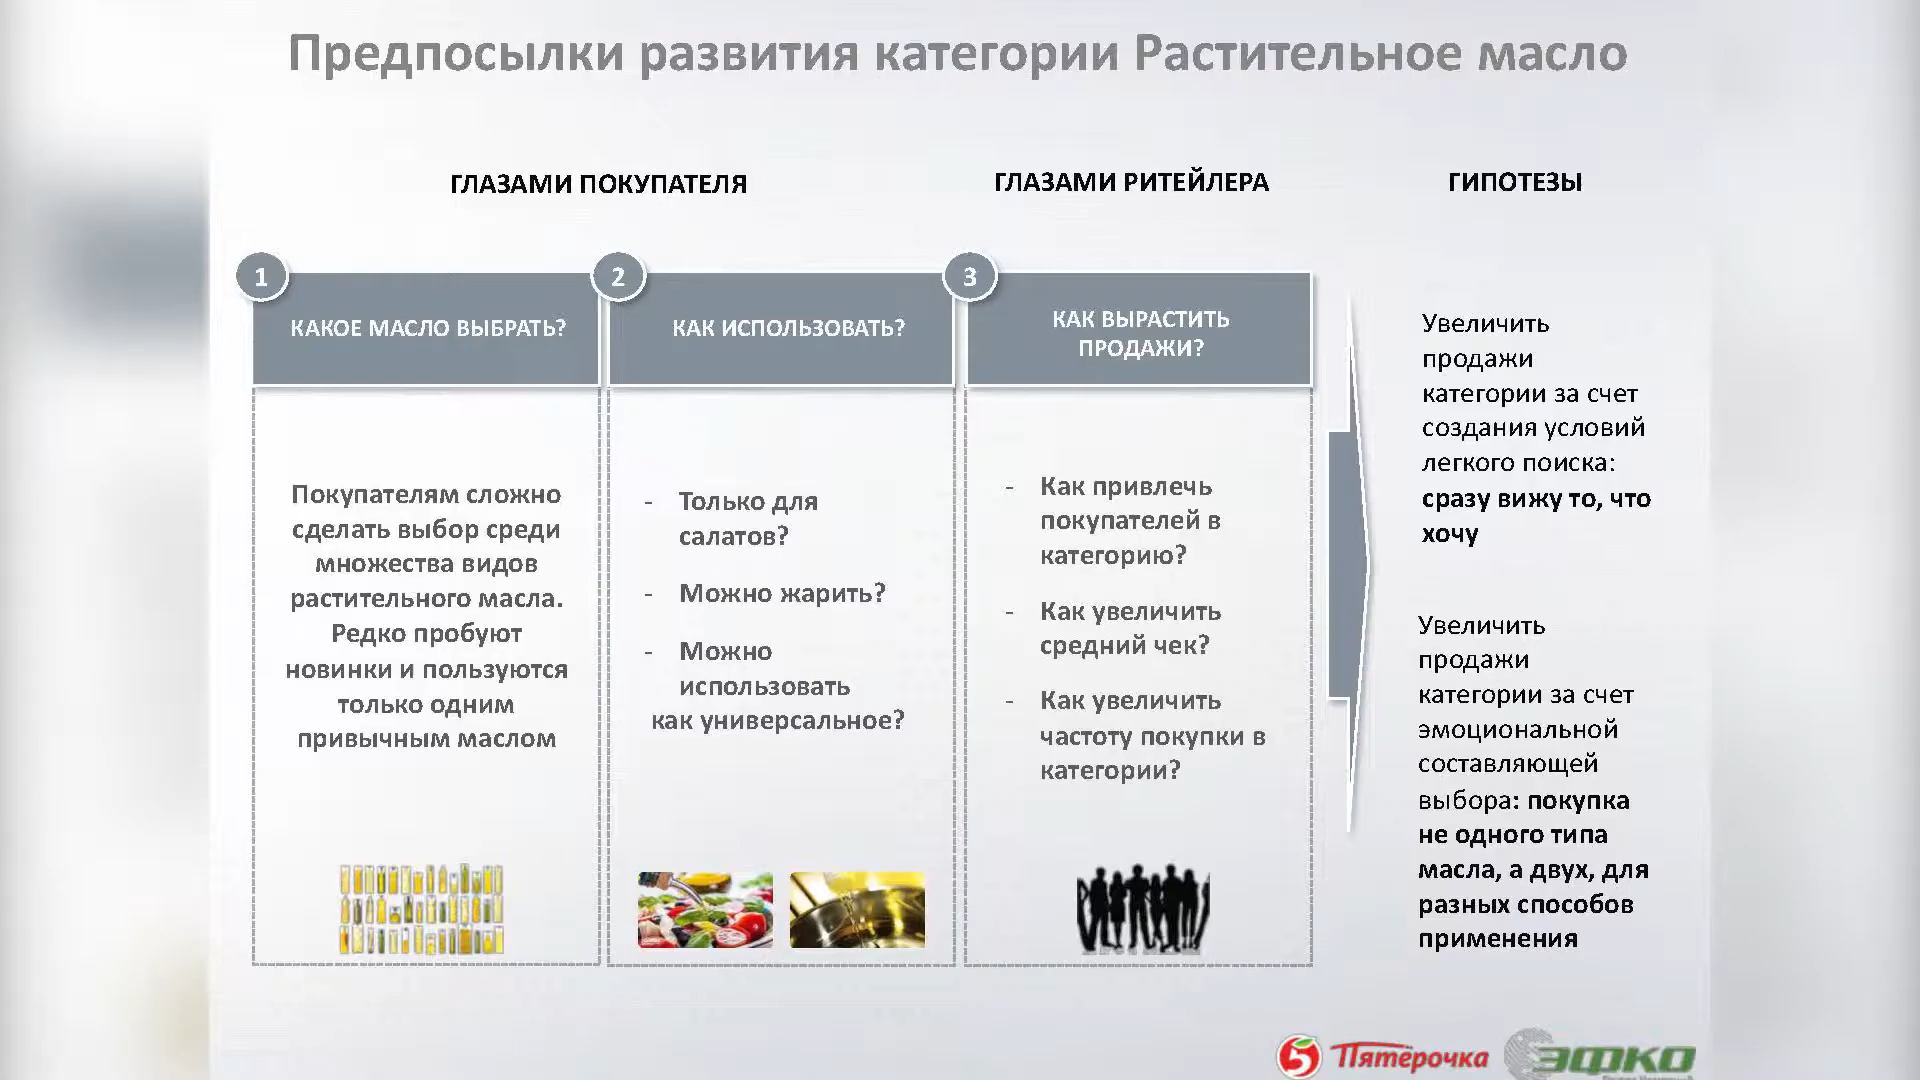 Предпосылки развития категории Растительное масло
ГЛАЗАМИ ПОКУПАТЕЛЯ
ГЛАЗАМИ РИТЕЙЛЕРА
ГИПОТЕЗЫ
1
КАКОЕ МАСЛО ВЫБРАТЬ?
Покупателям сложно
сделать выбор среди
множества видов
растительного масла.
Редко пробуют
новинки и пользуются
только одним
привычным маслом
2
КАК ИСПОЛЬЗОВАТЬ?
- Только для
салатов?
- Можно жарить?
- Можно
использовать
как универсальное?
3
КАК ВЫРАСТИТЬ
ПРОДАЖИ?
- Как привлечь
покупателей в
категорию?
- Как увеличить
средний чек?
- Как увеличить
частоту покупки в
категории?
Увеличить
продажи
категории за счет
создания условий
легкого поиска:
сразу вижу то, что
хочу
Увеличить
продажи
категории за счет
эмоциональной
составляющей
выбора: покупка
не одного типа
масла, а двух, для
разных способов
применения
5 Пятёрочка
ЭФКО